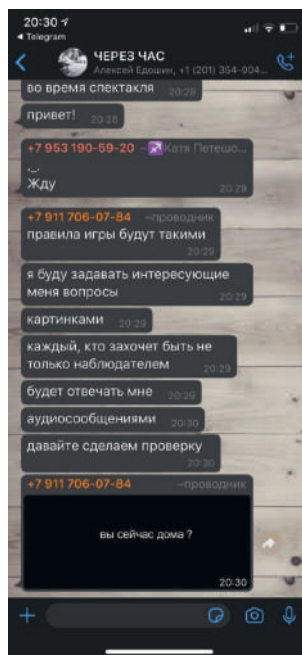 20:30
◀ Telegram
ЧЕРЕЗ ЧАС
Алексей Едошин, +1 (201) 354-004...
во время спектакля 20:28
привет! 20:28
+7 953 190-59-20 ~♐Катя Петешо...
._.
Жду
20:29
+7 911 706-07-84 ~проводник
правила игры будут такими
20:29
я буду задавать интересующие
меня вопросы 20:29
картинками 20:29
каждый, кто захочет быть не
только наблюдателем 20:29
будет отвечать мне 20:29
аудиосообщениями 20:30
давайте сделаем проверку
20:30
+7 911 706-07-84 ~проводник
вы сейчас дома ?
20:30